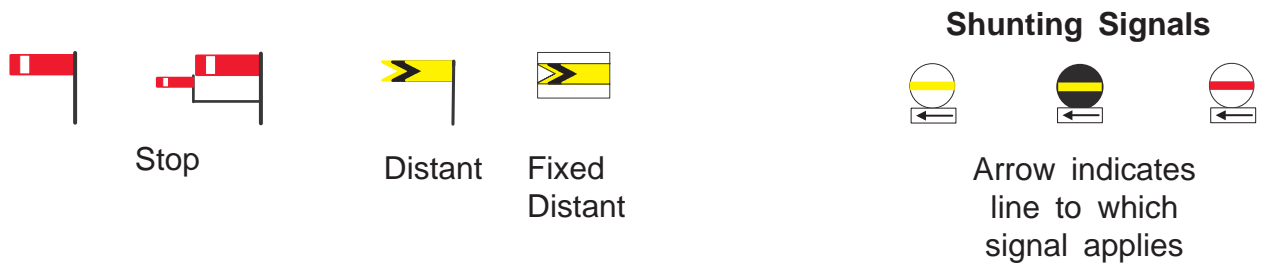 Shunting Signals
Stop
Distant
Fixed
Distant
Arrow indicates
line to which
signal applies